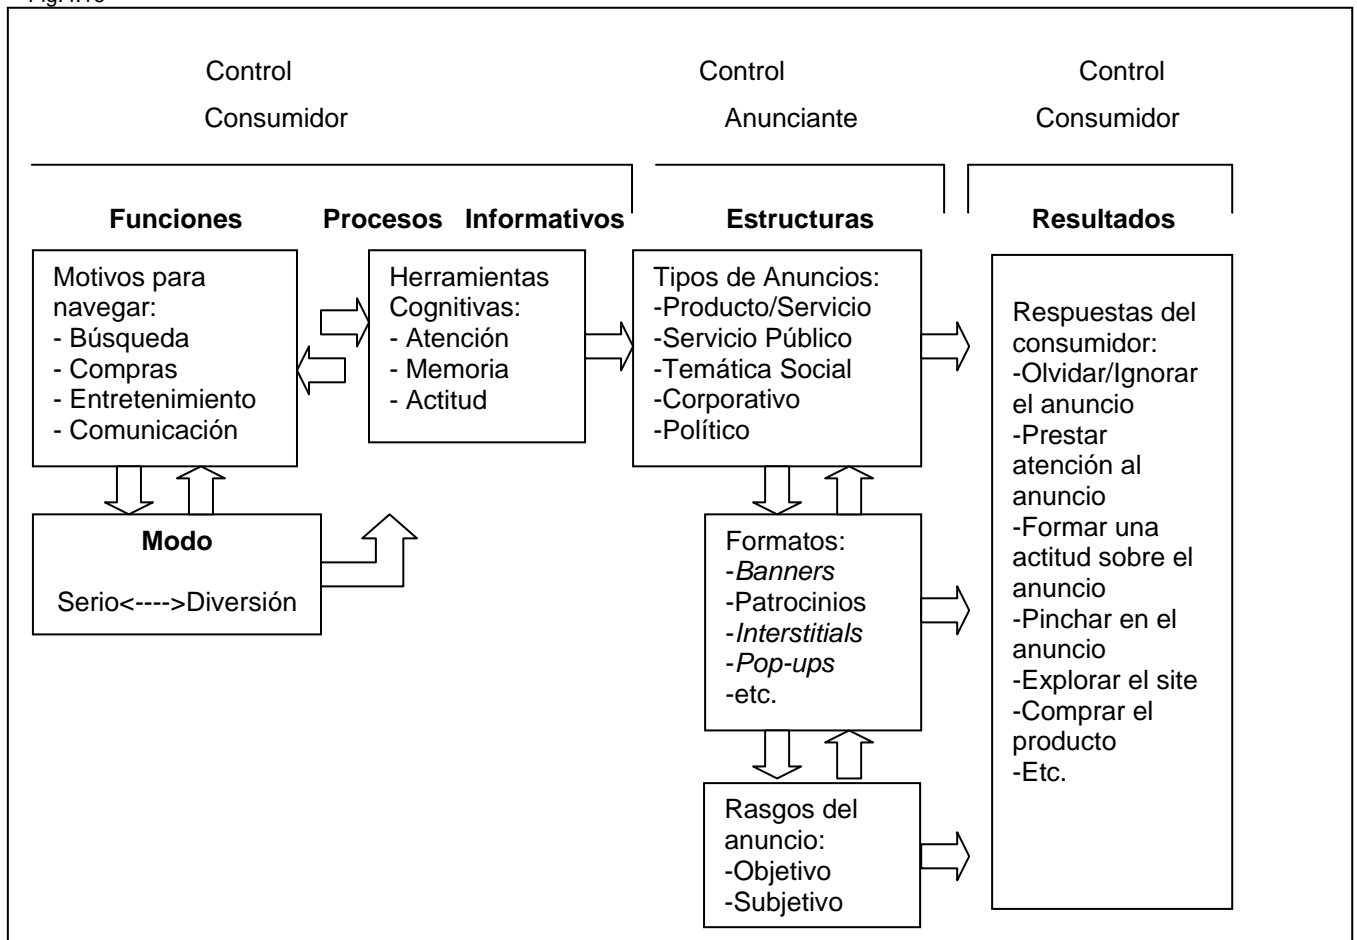 Control
Consumidor
Control
Anunciante
Control
Consumidor
Funciones
Procesos Informativos
Estructuras
Resultados
Motivos para
navegar:
- Búsqueda
- Compras
- Entretenimiento
- Comunicación
Modo
Serio<---->Diversión
Herramientas
Cognitivas:
- Atención
- Memoria
- Actitud
Tipos de Anuncios:
-Producto/Servicio
-Servicio Público
-Temática Social
-Corporativo
-Político
Formatos:
-Banners
-Patrocinios
-Interstitials
-Pop-ups
-etc.
Rasgos del
anuncio:
-Objetivo
-Subjetivo
Respuestas del
consumidor:
-Olvidar/Ignorar
el anuncio
-Prestar
atención al
anuncio
-Formar una
actitud sobre el
anuncio
-Pinchar en el
anuncio
-Explorar el site
-Comprar el
producto
-Etc.